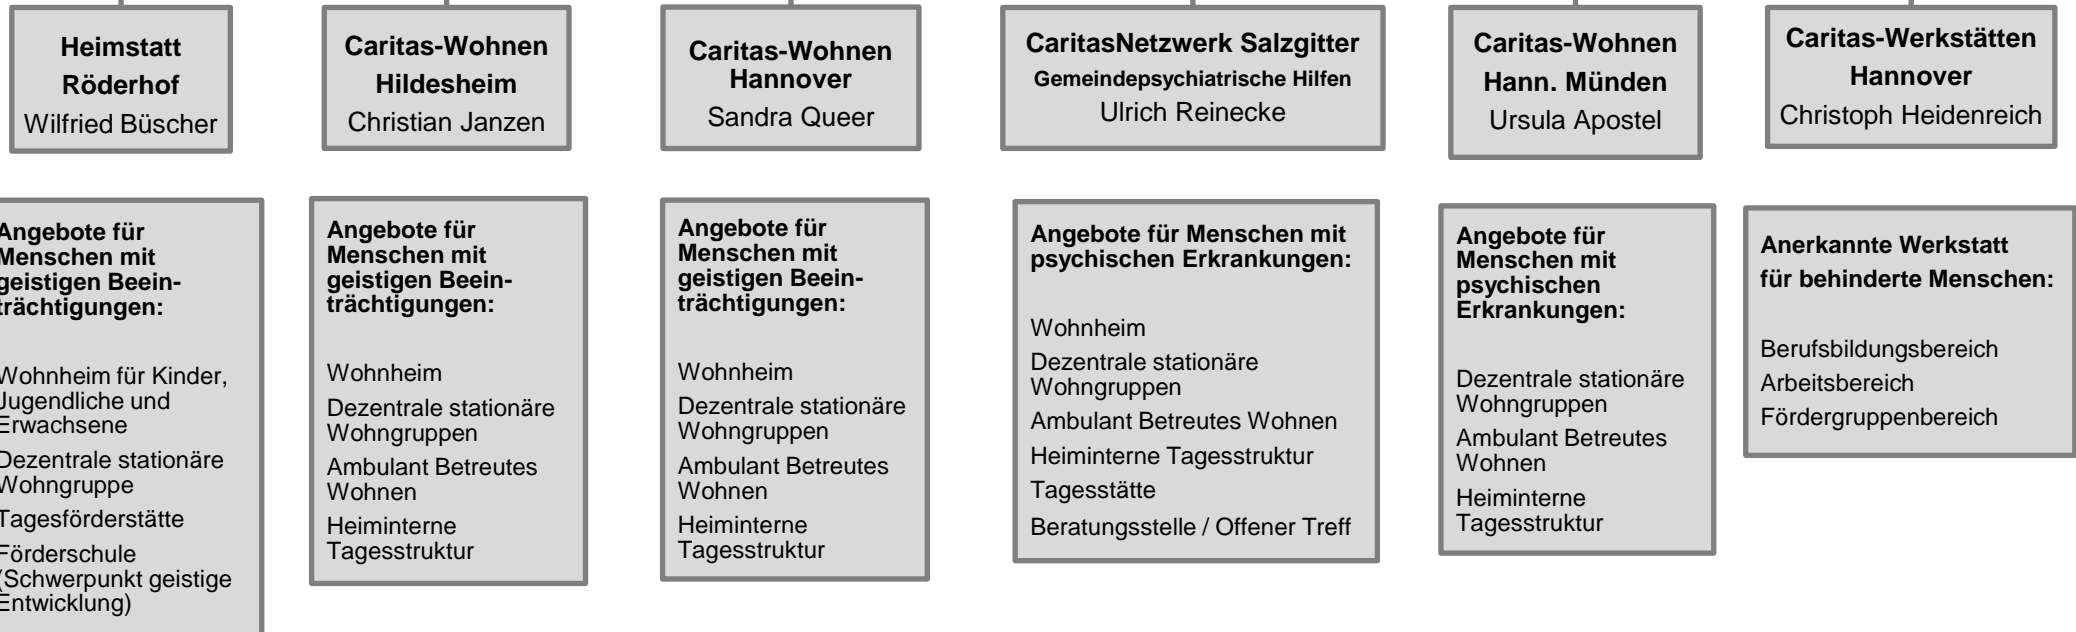 Heimstatt
Röderhof
Wilfried Büscher
Caritas-Wohnen
Hildesheim
Christian Janzen
Caritas-Wohnen
Hannover
Sandra Queer
CaritasNetzwerk Salzgitter
Gemeindepsychiatrische Hilfen
Ulrich Reinecke
Caritas-Wohnen
Hann. Münden
Ursula Apostel
Caritas-Werkstätten
Hannover
Christoph Heidenreich
Angebote für
Menschen mit
geistigen Beein-
trächtigungen:
Wohnheim für Kinder,
Jugendliche und
Erwachsene
Dezentrale stationäre
Wohngruppe
Tagesförderstätte
Förderschule
(Schwerpunkt geistige
Entwicklung)
Angebote für
Menschen mit
geistigen Beein-
trächtigungen:
Wohnheim
Dezentrale stationäre
Wohngruppen
Ambulant Betreutes
Wohnen
Heiminterne
Tagesstruktur
Angebote für
Menschen mit
geistigen Beein-
trächtigungen:
Wohnheim
Dezentrale stationäre
Wohngruppen
Ambulant Betreutes
Wohnen
Heiminterne
Tagesstruktur
Angebote für Menschen mit
psychischen Erkrankungen:
Wohnheim
Dezentrale stationäre
Wohngruppen
Ambulant Betreutes Wohnen
Heiminterne Tagesstruktur
Tagesstätte
Beratungsstelle / Offener Treff
Angebote für
Menschen mit
psychischen
Erkrankungen:
Dezentrale stationäre
Wohngruppen
Ambulant Betreutes
Wohnen
Heiminterne
Tagesstruktur
Anerkannte Werkstatt
für behinderte Menschen:
Berufsbildungsbereich
Arbeitsbereich
Fördergruppenbereich